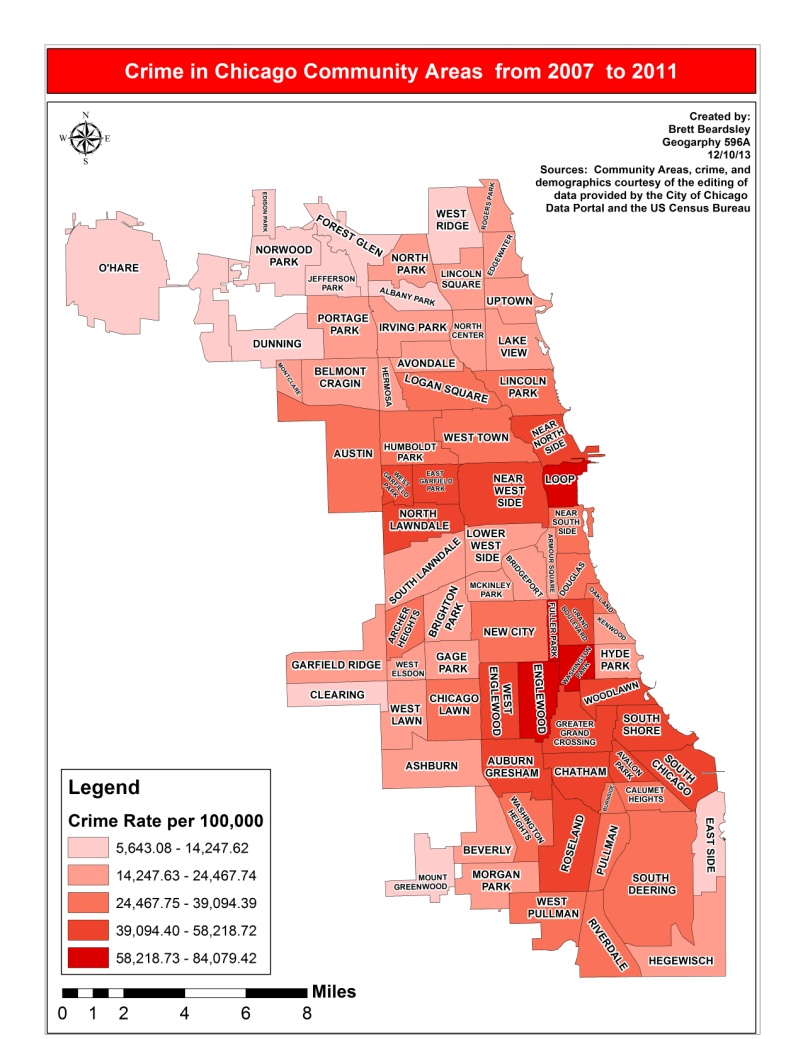 Crime in Chicago Community Areas  from 2007  to 2011
N
W
E
S
Created by:
Brett Beardsley
Geogarphy 596A
12/10/13
Sources:  Community Areas, crime, and
demographics courtesy of the editing of
data provided by the City of Chicago
Data Portal and the US Census Bureau
EDISON PARK
ROGERS PARK
WEST
RIDGE
FOREST GLEN
O'HARE
NORWOOD
PARK
NORTH
PARK
EDGEWATER
LINCOLN
SQUARE
JEFFERSON
PARK
ALBANY PARK
UPTOWN
PORTAGE
PARK
IRVING PARK
NORTH
CENTER
DUNNING
LAKE
VIEW
MONTCLARE
BELMONT
CRAGIN
HERMOSA
AVONDALE
LOGAN SQUARE
LINCOLN
PARK
AUSTIN
HUMBOLDT
PARK
WEST TOWN
NEAR
NORTH
SIDE
WEST
GARFIELD
PARK
EAST
GARFIELD
PARK
NEAR
WEST
SIDE
LOOP
NORTH
LAWNDALE
NEAR
SOUTH
SIDE
LOWER
WEST
SIDE
SOUTH LAWNDALE
BRIDGEPORT
ARMOUR SQUARE
DOUGLAS
MCKINLEY
PARK
OAKLAND
ARCHER
HEIGHTS
BRIGHTON
PARK
NEW CITY
FULLER PARK
GRAND
BOULEVARD
KENWOOD
GARFIELD RIDGE
WEST
ELSDON
GAGE
PARK
WASHINGTON
PARK
HYDE
PARK
CLEARING
WEST
LAWN
CHICAGO
LAWN
WEST
ENGLEWOOD
ENGLEWOOD
WOODLAWN
GREATER
GRAND
CROSSING
SOUTH
SHORE
ASHBURN
AUBURN
GRESHAM
CHATHAM
AVALON
PARK
SOUTH
CHICAGO
BURNSIDE
CALUMET
HEIGHTS
WASHINGTON
HEIGHTS
ROSELAND
PULLMAN
EAST SIDE
BEVERLY
MOUNT
GREENWOOD
MORGAN
PARK
SOUTH
DEERING
WEST
PULLMAN
RIVERDALE
HEGEWISCH
Legend
Crime Rate per 100,000
5,643.08 - 14,247.62
14,247.63 - 24,467.74
24,467.75 - 39,094.39
39,094.40 - 58,218.72
58,218.73 - 84,079.42
Miles
0 1 2 4 6 8